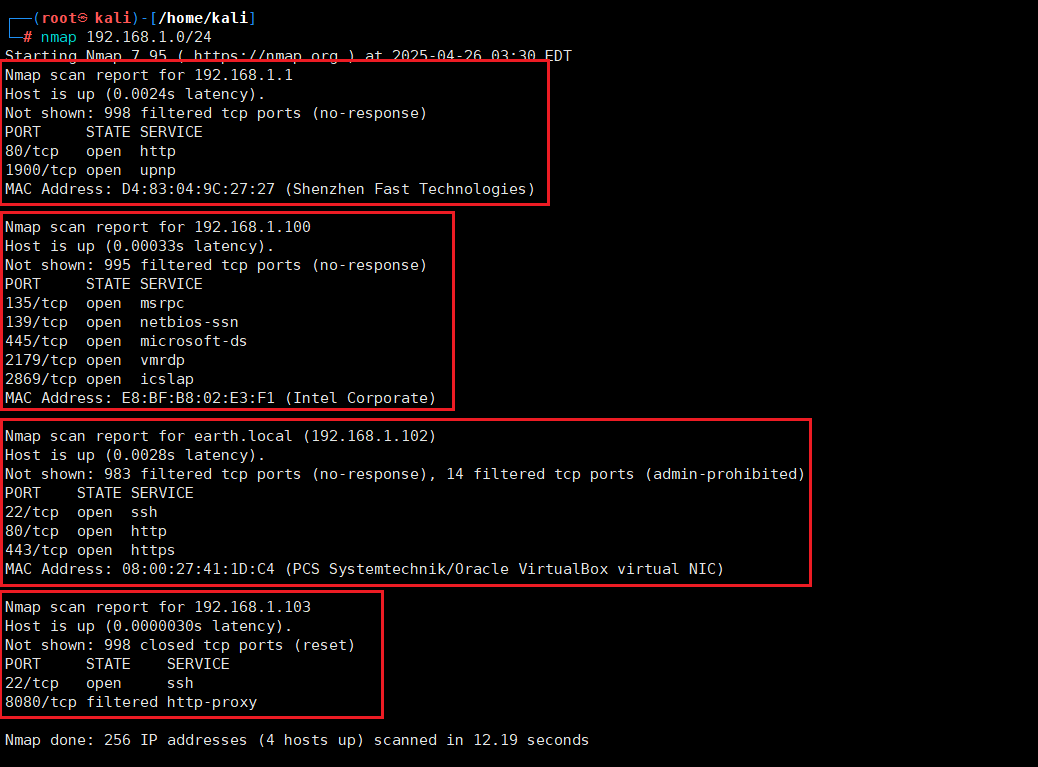 ┌──(root㉿kali)-[/home/kali]
└─# nmap 192.168.1.0/24
Starting Nmap 7.95 ( https://nmap.org ) at 2025-04-26 03:30 EDT
Nmap scan report for 192.168.1.1
Host is up (0.0024s latency).
Not shown: 998 filtered tcp ports (no-response)
PORT     STATE SERVICE
80/tcp   open  http
1900/tcp open  upnp
MAC Address: D4:83:04:9C:27:27 (Shenzhen Fast Technologies)

Nmap scan report for 192.168.1.100
Host is up (0.00033s latency).
Not shown: 995 filtered tcp ports (no-response)
PORT     STATE SERVICE
135/tcp  open  msrpc
139/tcp  open  netbios-ssn
445/tcp  open  microsoft-ds
2179/tcp open  vmrdp
2869/tcp open  icslap
MAC Address: E8:BF:B8:02:E3:F1 (Intel Corporate)

Nmap scan report for earth.local (192.168.1.102)
Host is up (0.0028s latency).
Not shown: 983 filtered tcp ports (no-response), 14 filtered tcp ports (admin-prohibited)
PORT    STATE SERVICE
22/tcp  open  ssh
80/tcp  open  http
443/tcp open  https
MAC Address: 08:00:27:41:1D:C4 (PCS Systemtechnik/Oracle VirtualBox virtual NIC)

Nmap scan report for 192.168.1.103
Host is up (0.0000030s latency).
Not shown: 998 closed tcp ports (reset)
PORT     STATE    SERVICE
22/tcp   open     ssh
8080/tcp filtered http-proxy

Nmap done: 256 IP addresses (4 hosts up) scanned in 12.19 seconds